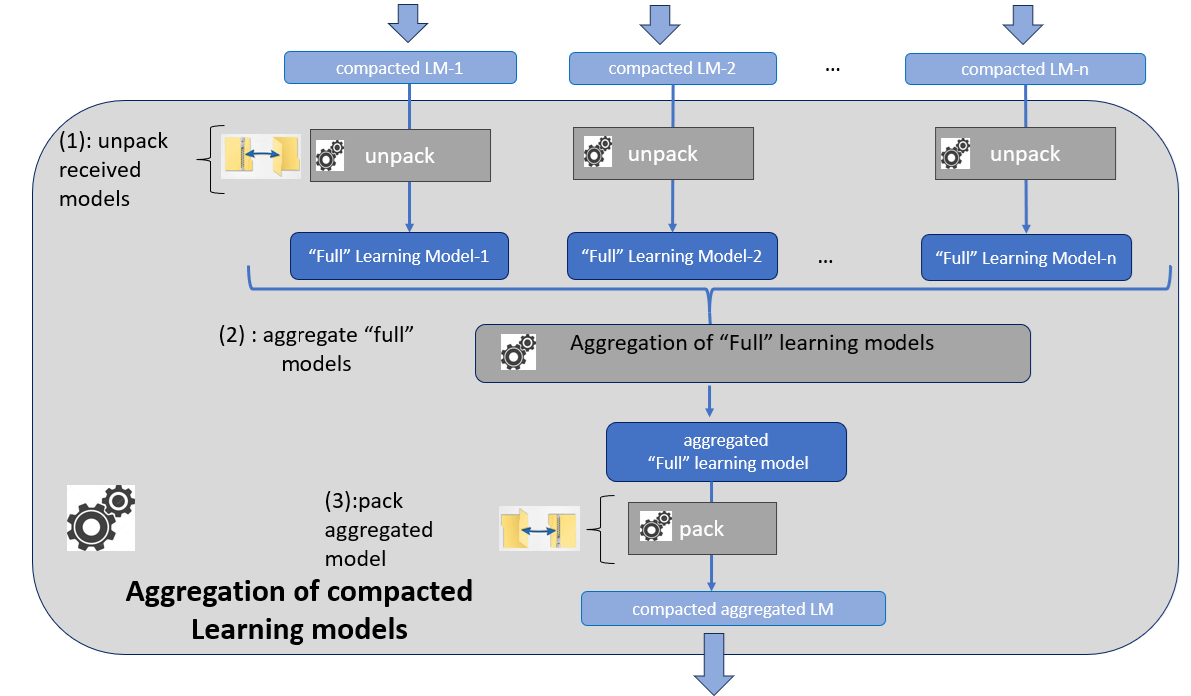 compacted LM-1
compacted LM-2
...
compacted LM-n
(1): unpack
received
models
unpack
unpack
unpack
“Full” Learning Model-1
“Full” Learning Model-2
...
“Full” Learning Model-n
(2) : aggregate “full”
models
Aggregation of “Full” learning models
aggregated
“Full” learning model
(3):pack
aggregated
model
pack
Aggregation of compacted
Learning models
compacted aggregated LM